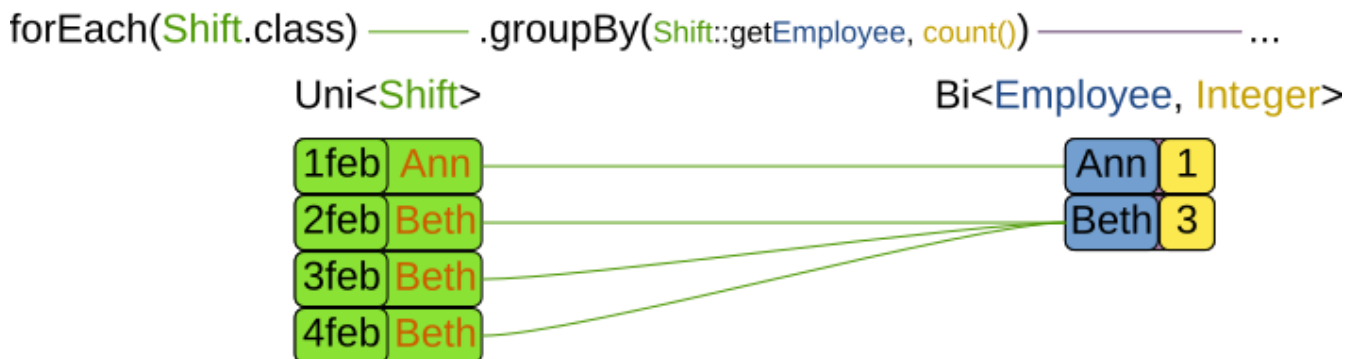 forEach(Shift.class) .groupBy(Shift::getEmployee, count()) ...
Uni<Shift> Bi<Employee, Integer>
1feb Ann Ann 1
2feb Beth Beth 3
3feb Beth
4feb Beth